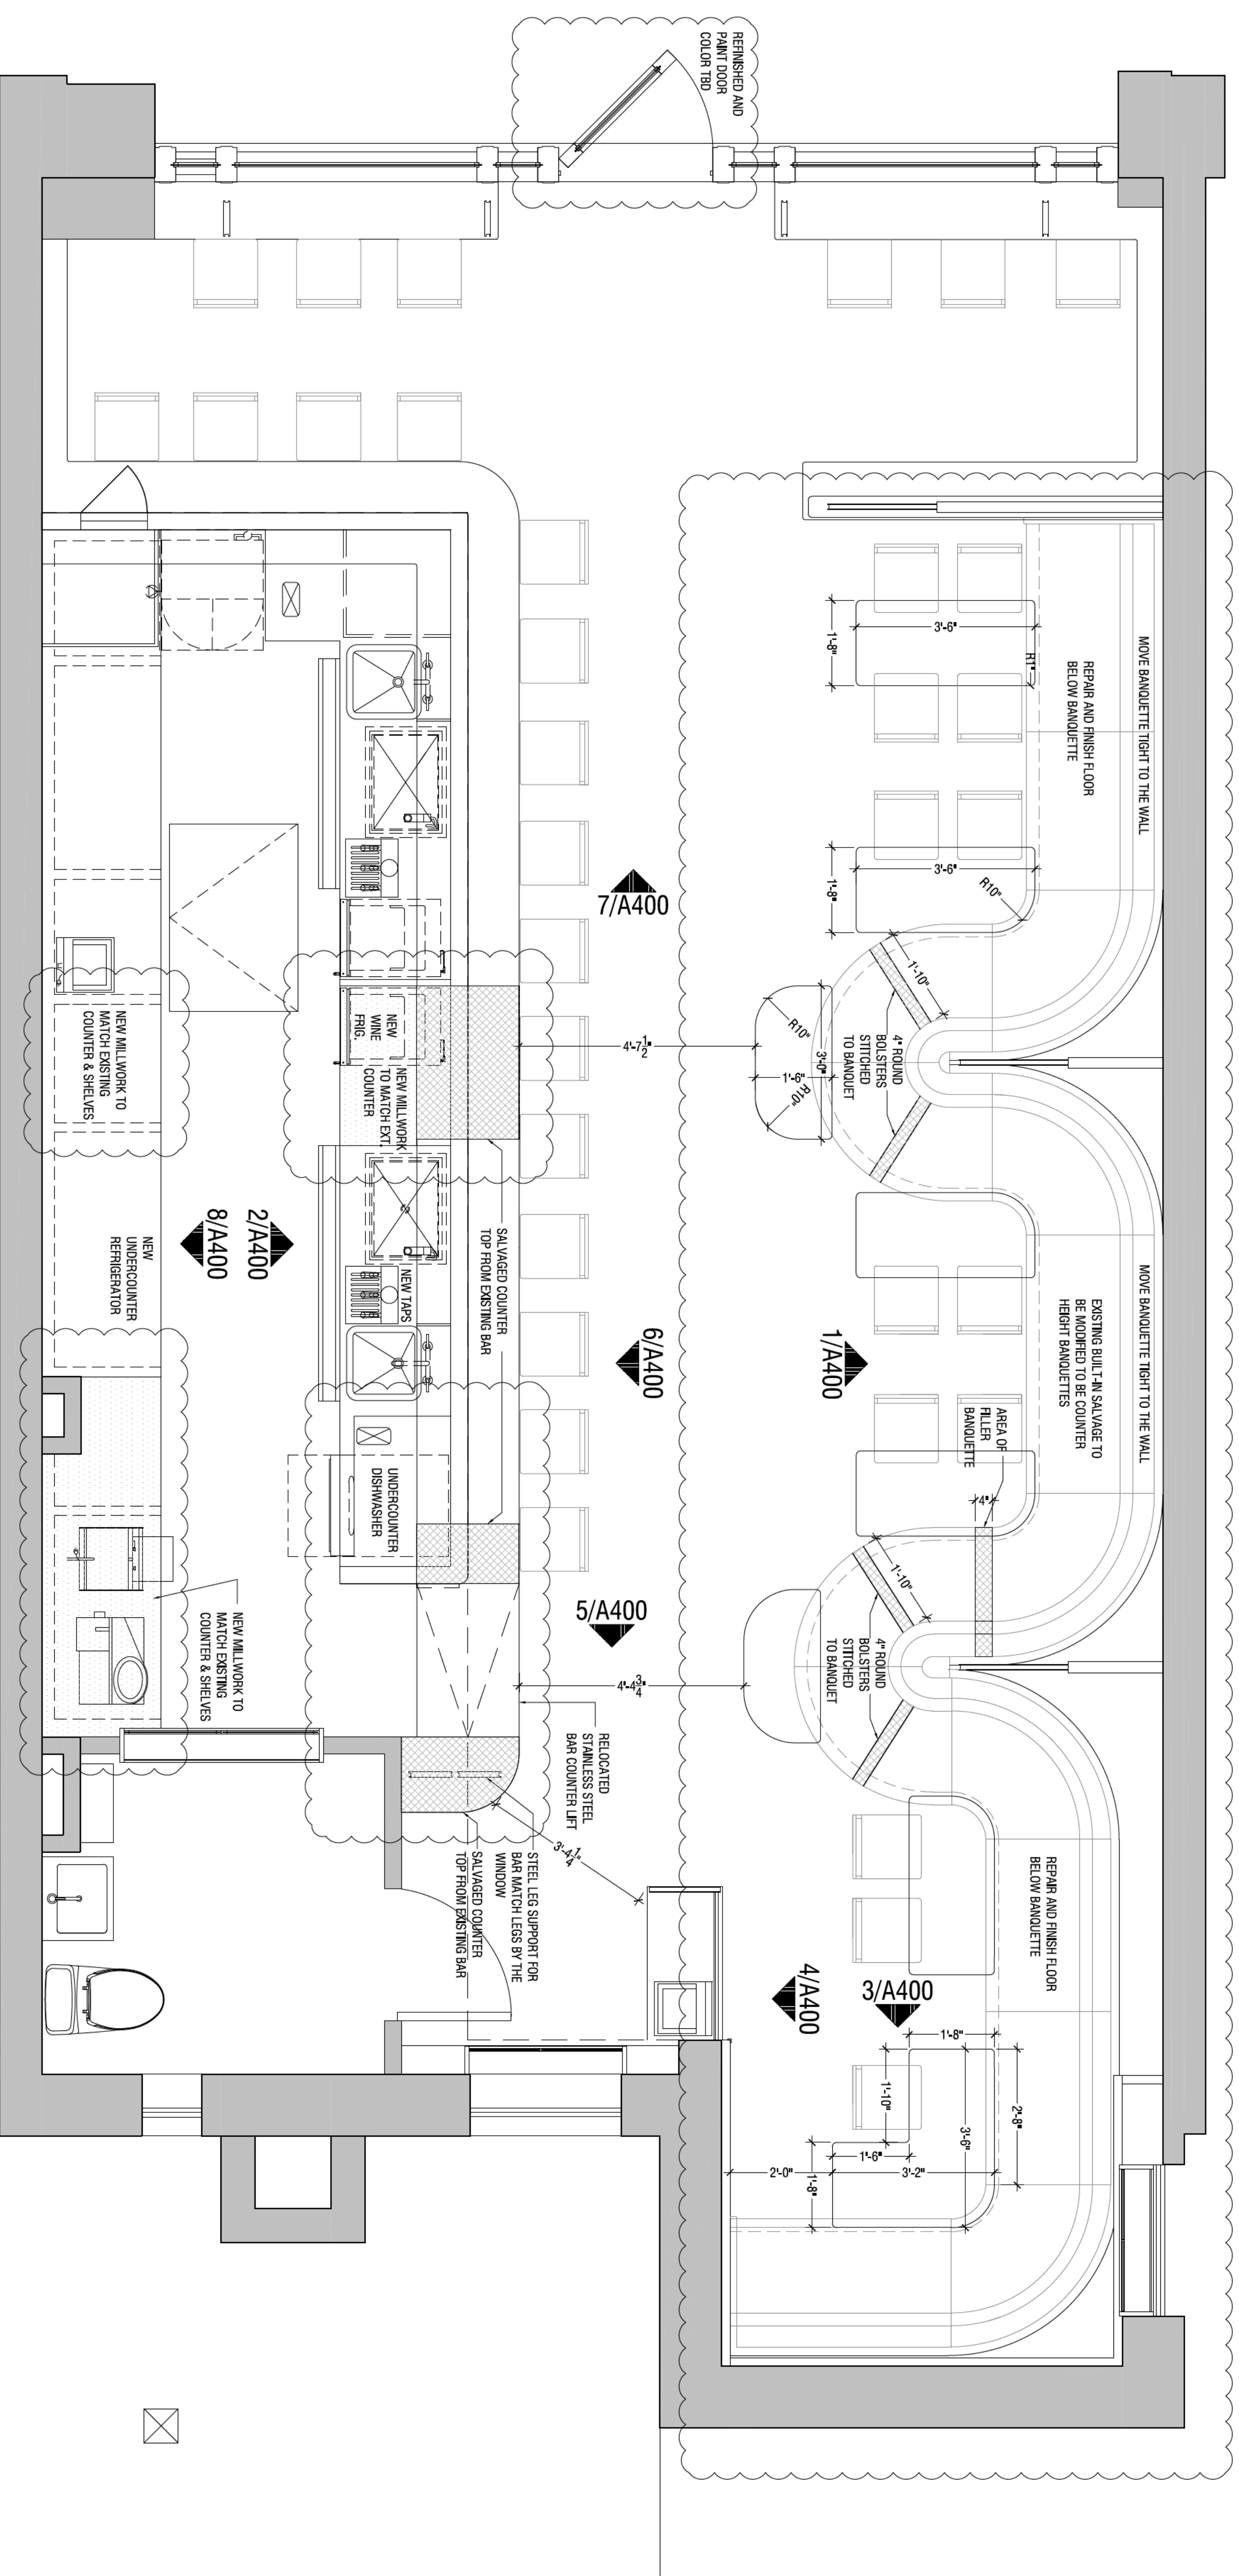 REFINISHED AND
PAINT DOOR
COLOR TBD
MOVE BANQUETTE TIGHT TO THE WALL
REPAIR AND FINISH FLOOR
BELOW BANQUETTE
3'-6"
1'-8"
R1"
3'-6"
1'-8"
R10"
7/A400
1'-10"
4" ROUND
BOLSTERS
STITCHED
TO BANQUET
R10"
3'-0"
1'-6"
R10"
4'-7 1/2"
NEW
WINE
FRIG.
NEW MILLWORK
TO MATCH EXT.
COUNTER
NEW MILLWORK TO
MATCH EXISTING
COUNTER & SHELVES
MOVE BANQUETTE TIGHT TO THE WALL
EXISTING BUILT-IN SALVAGE TO
BE MODIFIED TO BE COUNTER
HEIGHT BANQUETTES
SALVAGED COUNTER
TOP FROM EXISTING BAR
2/A400
8/A400
NEW
UNDERCOUNTER
REFRIGERATOR
NEW TAPS
6/A400
1/A400
AREA OF
FILLER
BANQUETTE
4"
UNDERCOUNTER
DISHWASHER
1'-10"
4" ROUND
BOLSTERS
STITCHED
TO BANQUET
5/A400
NEW MILLWORK TO
MATCH EXISTING
COUNTER & SHELVES
4'-4 3/4"
RELOCATED
STAINLESS STEEL
BAR COUNTER LIFT
3'-4 1/4"
STEEL LEG SUPPORT FOR
BAR MATCH LEGS BY THE
WINDOW
SALVAGED COUNTER
TOP FROM EXISTING BAR
REPAIR AND FINISH FLOOR
BELOW BANQUETTE
4/A400
3/A400
1'-8"
1'-10"
3'-6"
2'-8"
1'-6"
3'-2"
2'-0"
1'-8"